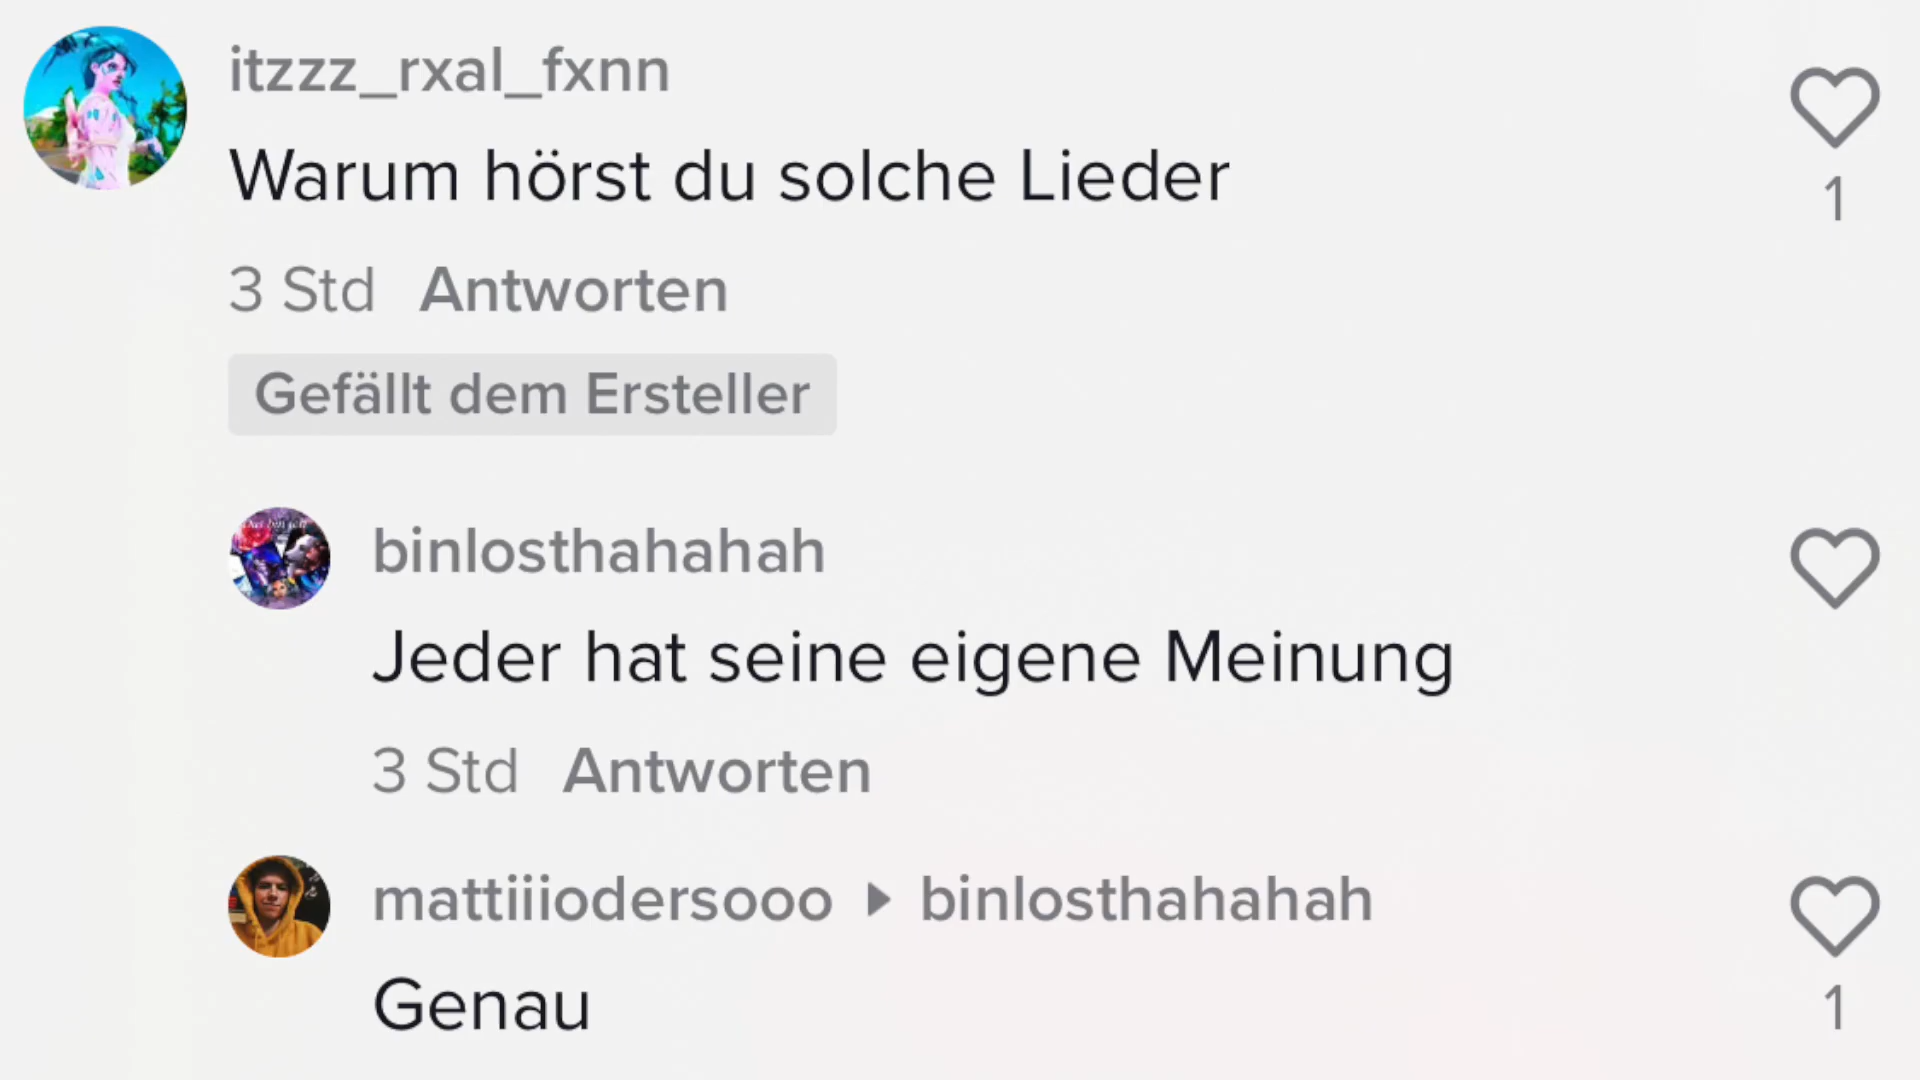 itzzz_rxal_fxnn
Warum hörst du solche Lieder
1
3 Std Antworten
Gefällt dem Ersteller
binlosthahahah
Jeder hat seine eigene Meinung
3 Std Antworten
mattiiiodersooo ▶ binlosthahahah
Genau
1